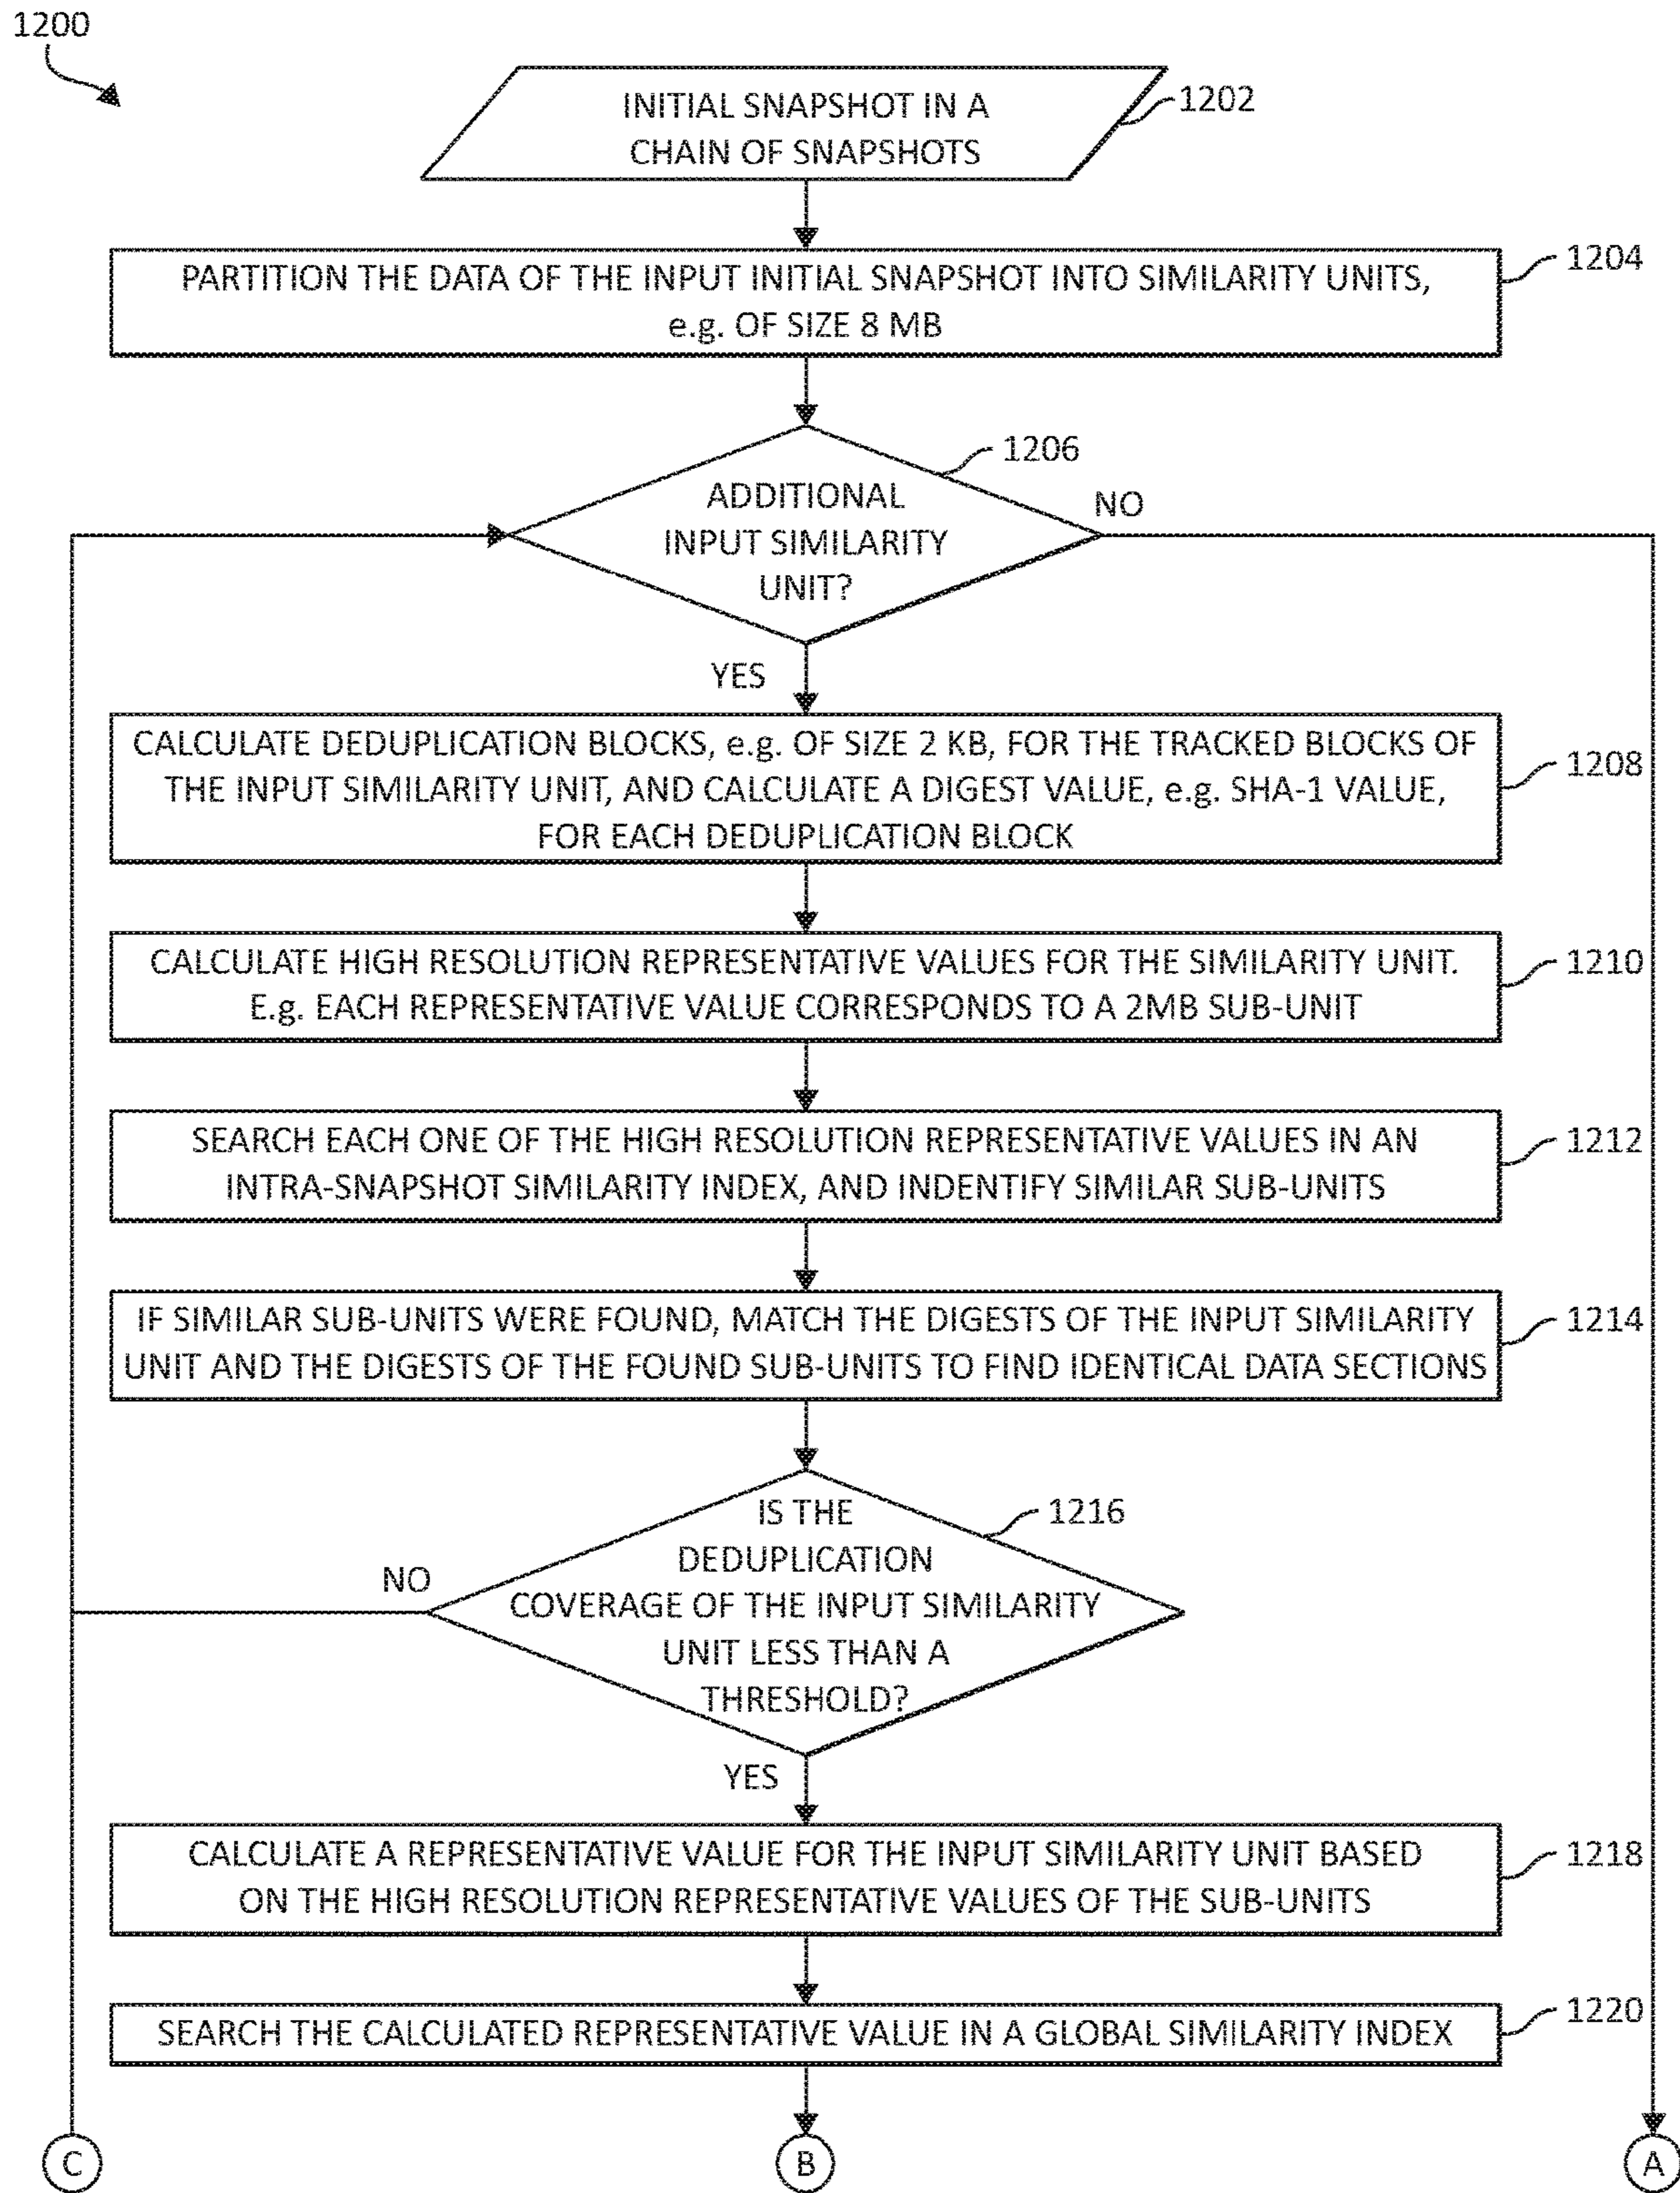 1200
INITIAL SNAPSHOT IN A
CHAIN OF SNAPSHOTS
1202
PARTITION THE DATA OF THE INPUT INITIAL SNAPSHOT INTO SIMILARITY UNITS,
e.g. OF SIZE 8 MB
1204
1206
ADDITIONAL
INPUT SIMILARITY
UNIT?
NO
YES
CALCULATE DEDUPLICATION BLOCKS, e.g. OF SIZE 2 KB, FOR THE TRACKED BLOCKS OF
THE INPUT SIMILARITY UNIT, AND CALCULATE A DIGEST VALUE, e.g. SHA-1 VALUE,
FOR EACH DEDUPLICATION BLOCK
1208
CALCULATE HIGH RESOLUTION REPRESENTATIVE VALUES FOR THE SIMILARITY UNIT.
E.g. EACH REPRESENTATIVE VALUE CORRESPONDS TO A 2MB SUB-UNIT
1210
SEARCH EACH ONE OF THE HIGH RESOLUTION REPRESENTATIVE VALUES IN AN
INTRA-SNAPSHOT SIMILARITY INDEX, AND INDENTIFY SIMILAR SUB-UNITS
1212
IF SIMILAR SUB-UNITS WERE FOUND, MATCH THE DIGESTS OF THE INPUT SIMILARITY
UNIT AND THE DIGESTS OF THE FOUND SUB-UNITS TO FIND IDENTICAL DATA SECTIONS
1214
1216
IS THE
DEDUPLICATION
COVERAGE OF THE INPUT SIMILARITY
UNIT LESS THAN A
THRESHOLD?
NO
YES
CALCULATE A REPRESENTATIVE VALUE FOR THE INPUT SIMILARITY UNIT BASED
ON THE HIGH RESOLUTION REPRESENTATIVE VALUES OF THE SUB-UNITS
1218
SEARCH THE CALCULATED REPRESENTATIVE VALUE IN A GLOBAL SIMILARITY INDEX
1220
C
B
A